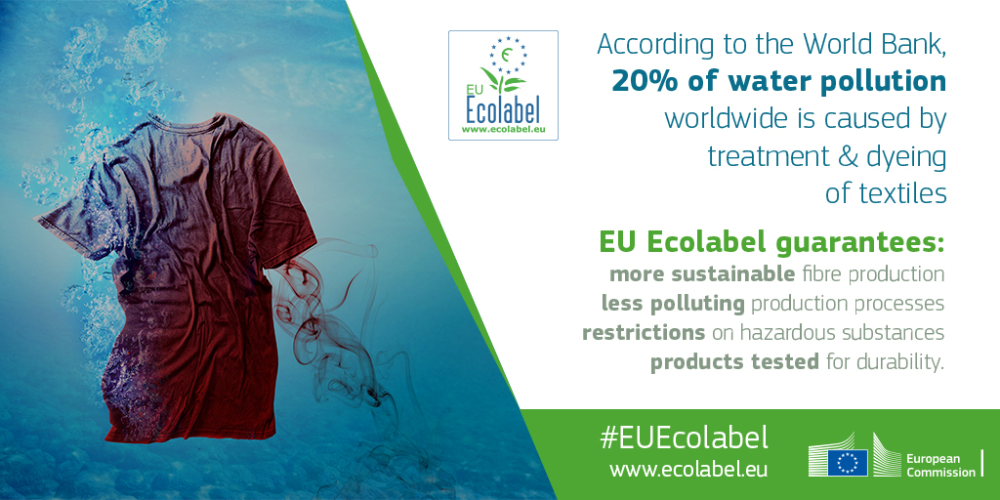 EU
Ecolabel
www.ecolabel.eu
According to the World Bank,
20% of water pollution
worldwide is caused by
treatment & dyeing
of textiles
EU Ecolabel guarantees:
more sustainable fibre production
less polluting production processes
restrictions on hazardous substances
products tested for durability.
#EUEcolabel
www.ecolabel.eu
European
Commission